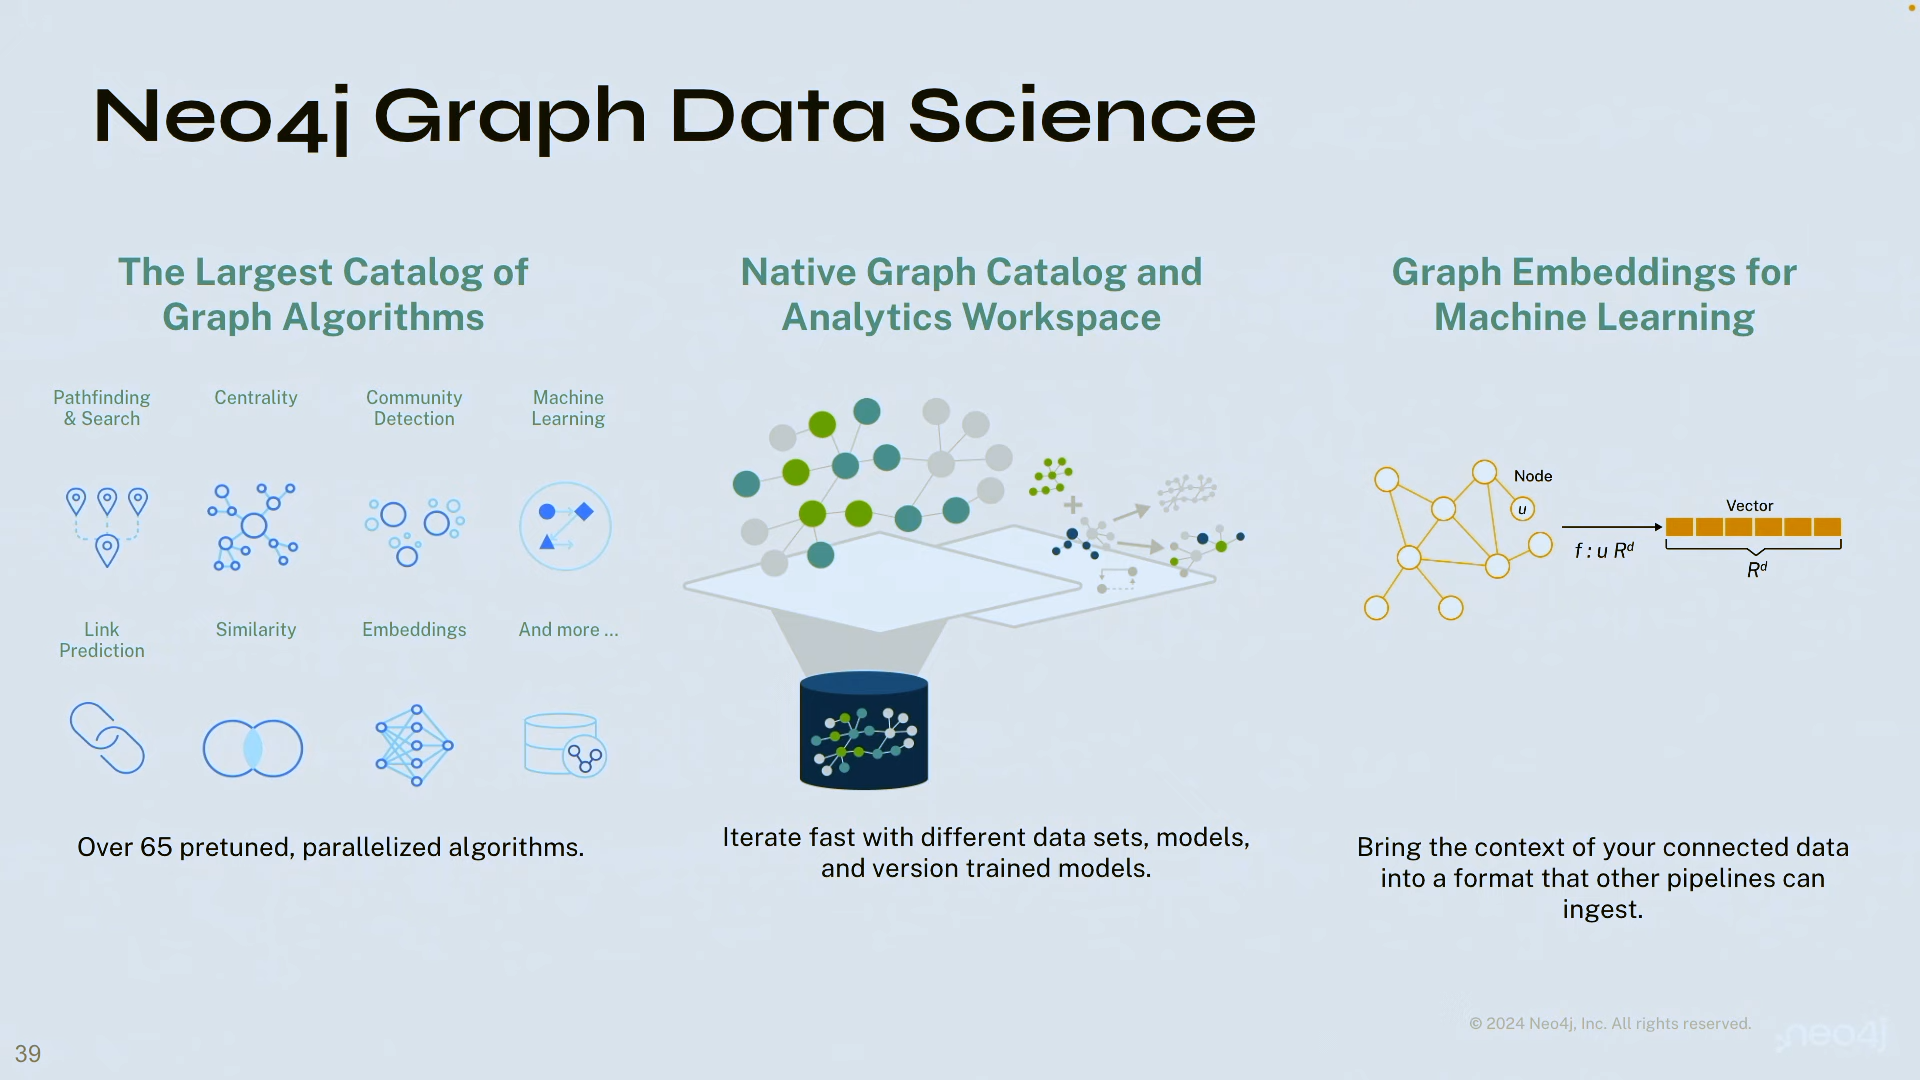 Neo4j Graph Data Science
The Largest Catalog of
Graph Algorithms
Pathfinding
& Search
Centrality
Community
Detection
Machine
Learning
Link
Prediction
Similarity
Embeddings
And more ...
Over 65 pretuned, parallelized algorithms.
Native Graph Catalog and
Analytics Workspace
Iterate fast with different data sets, models,
and version trained models.
Graph Embeddings for
Machine Learning
Node
u
f : u Rᵈ
Vector
Rᵈ
Bring the context of your connected data
into a format that other pipelines can
ingest.
© 2024 Neo4j, Inc. All rights reserved.
neo4j
39